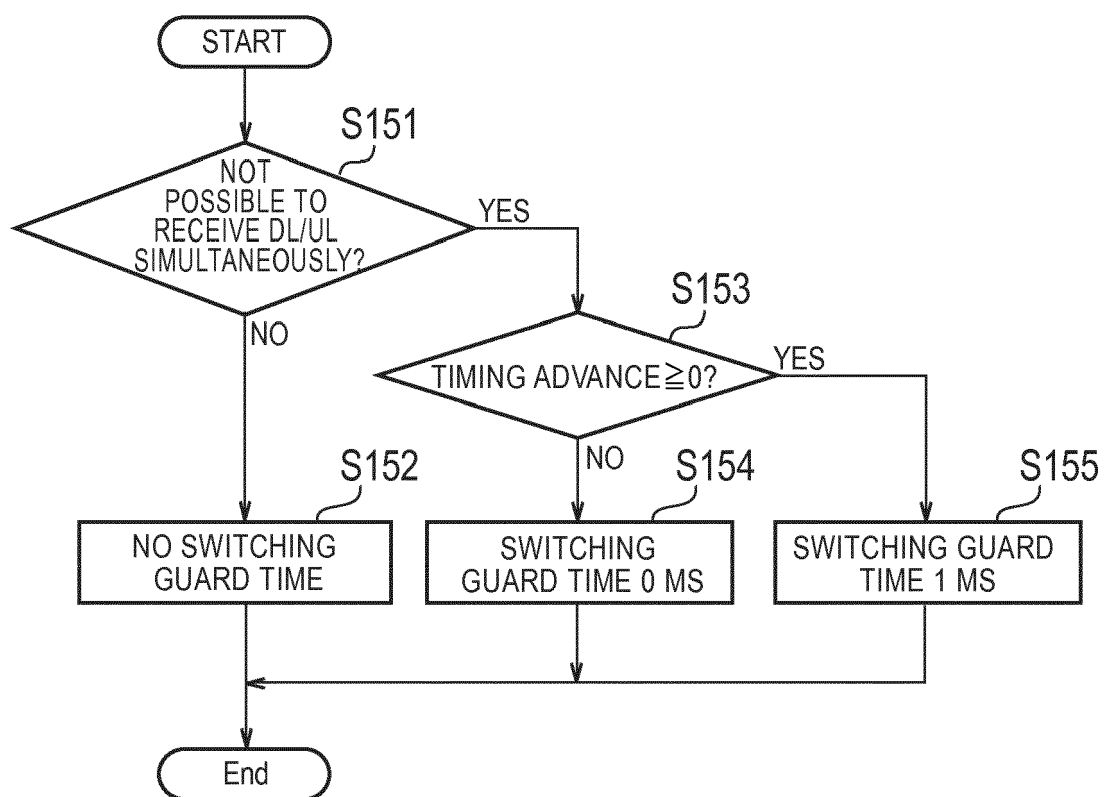 START
S151
NOT
POSSIBLE TO
RECEIVE DL/UL
SIMULTANEOUSLY?
YES
NO
S153
TIMING ADVANCE≧0?
YES
NO
S152
NO SWITCHING
GUARD TIME
S154
SWITCHING
GUARD TIME 0 MS
S155
SWITCHING GUARD
TIME 1 MS
End